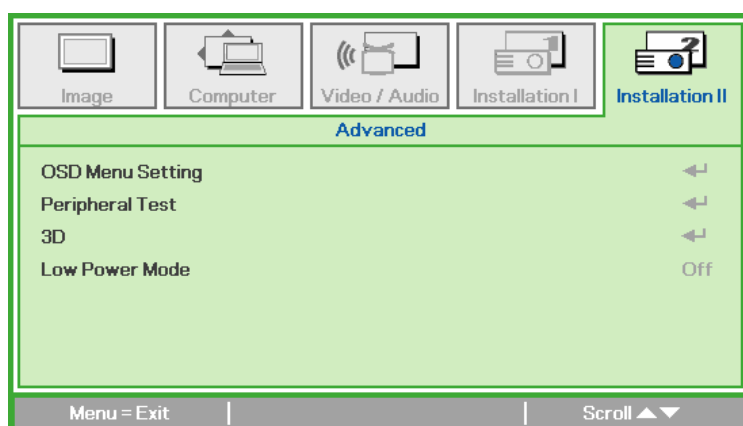 Image
Computer
Video / Audio
Installation I
Installation II
Advanced
OSD Menu Setting
Peripheral Test
3D
Low Power Mode Off
Menu = Exit
Scroll ▲▼